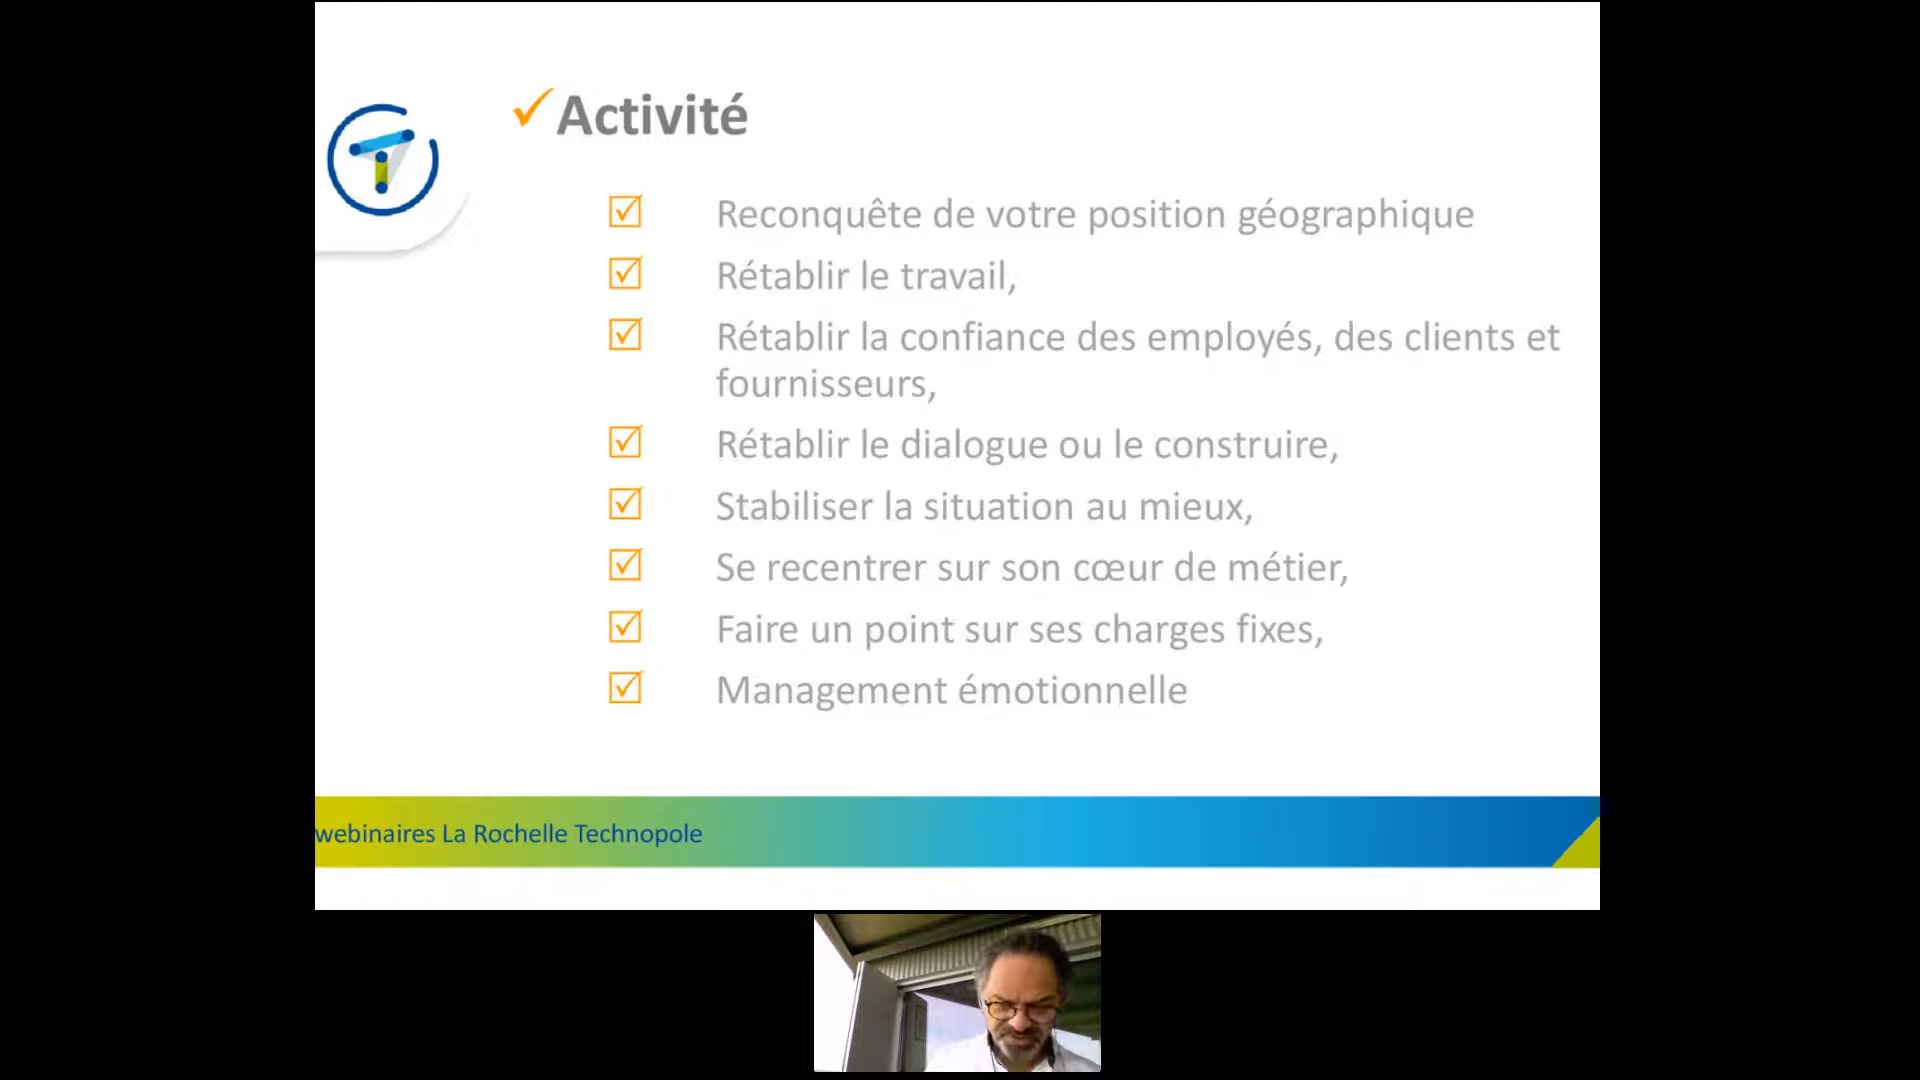 Activité
Reconquête de votre position géographique
Rétablir le travail,
Rétablir la confiance des employés, des clients et
fournisseurs,
Rétablir le dialogue ou le construire,
Stabiliser la situation au mieux,
Se recentrer sur son cœur de métier,
Faire un point sur ses charges fixes,
Management émotionnelle
webinaires La Rochelle Technopole